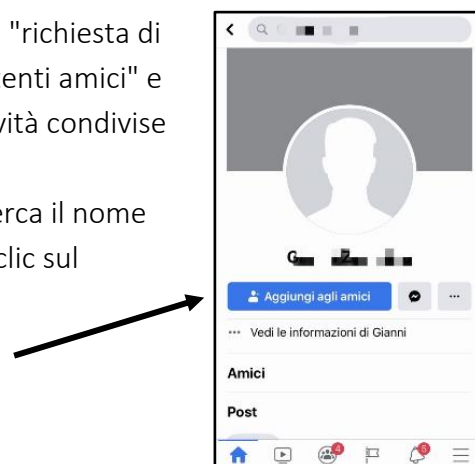 "richiesta di
enti amici" e
vità condivise
erca il nome
clic sul
Aggiungi agli amici
Vedi le informazioni di Gianni
Amici
Post
4
5